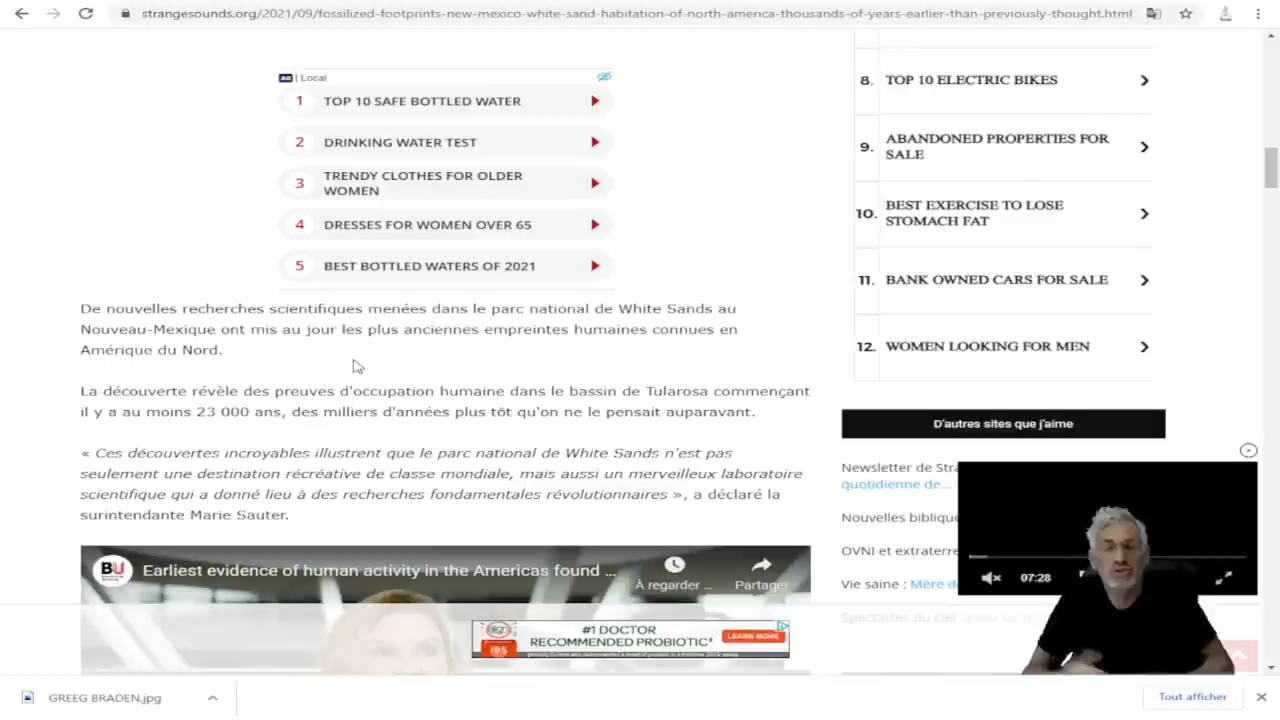 strangesounds.org/2021/09/fossilized-footprints-new-mexico-white-sand-habitation-of-north-america-thousands-of-years-earlier-than-previously-thought.html
AD | Local
1 TOP 10 SAFE BOTTLED WATER
2 DRINKING WATER TEST
3 TRENDY CLOTHES FOR OLDER
WOMEN
4 DRESSES FOR WOMEN OVER 65
5 BEST BOTTLED WATERS OF 2021
De nouvelles recherches scientifiques menées dans le parc national de White Sands au
Nouveau-Mexique ont mis au jour les plus anciennes empreintes humaines connues en
Amérique du Nord.
La découverte révèle des preuves d'occupation humaine dans le bassin de Tularosa commençant
il y a au moins 23 000 ans, des milliers d'années plus tôt qu'on ne le pensait auparavant.
« Ces découvertes incroyables illustrent que le parc national de White Sands n'est pas
seulement une destination récréative de classe mondiale, mais aussi un merveilleux laboratoire
scientifique qui a donné lieu à des recherches fondamentales révolutionnaires », a déclaré la
surintendante Marie Sauter.
BU
Earliest evidence of human activity in the Americas found ...
À regarder ...
Partager
#1 DOCTOR
RECOMMENDED PROBIOTIC
IBS
LEARN MORE
8. TOP 10 ELECTRIC BIKES
9. ABANDONED PROPERTIES FOR
SALE
10. BEST EXERCISE TO LOSE
STOMACH FAT
11. BANK OWNED CARS FOR SALE
12. WOMEN LOOKING FOR MEN
D'autres sites que j'aime
Newsletter de Stra
quotidienne de...
Nouvelles biblique
OVNI et extraterre
Vie saine : Mère d
Spectacles du ciel :
07:28
GREEG BRADEN.jpg
Tout afficher